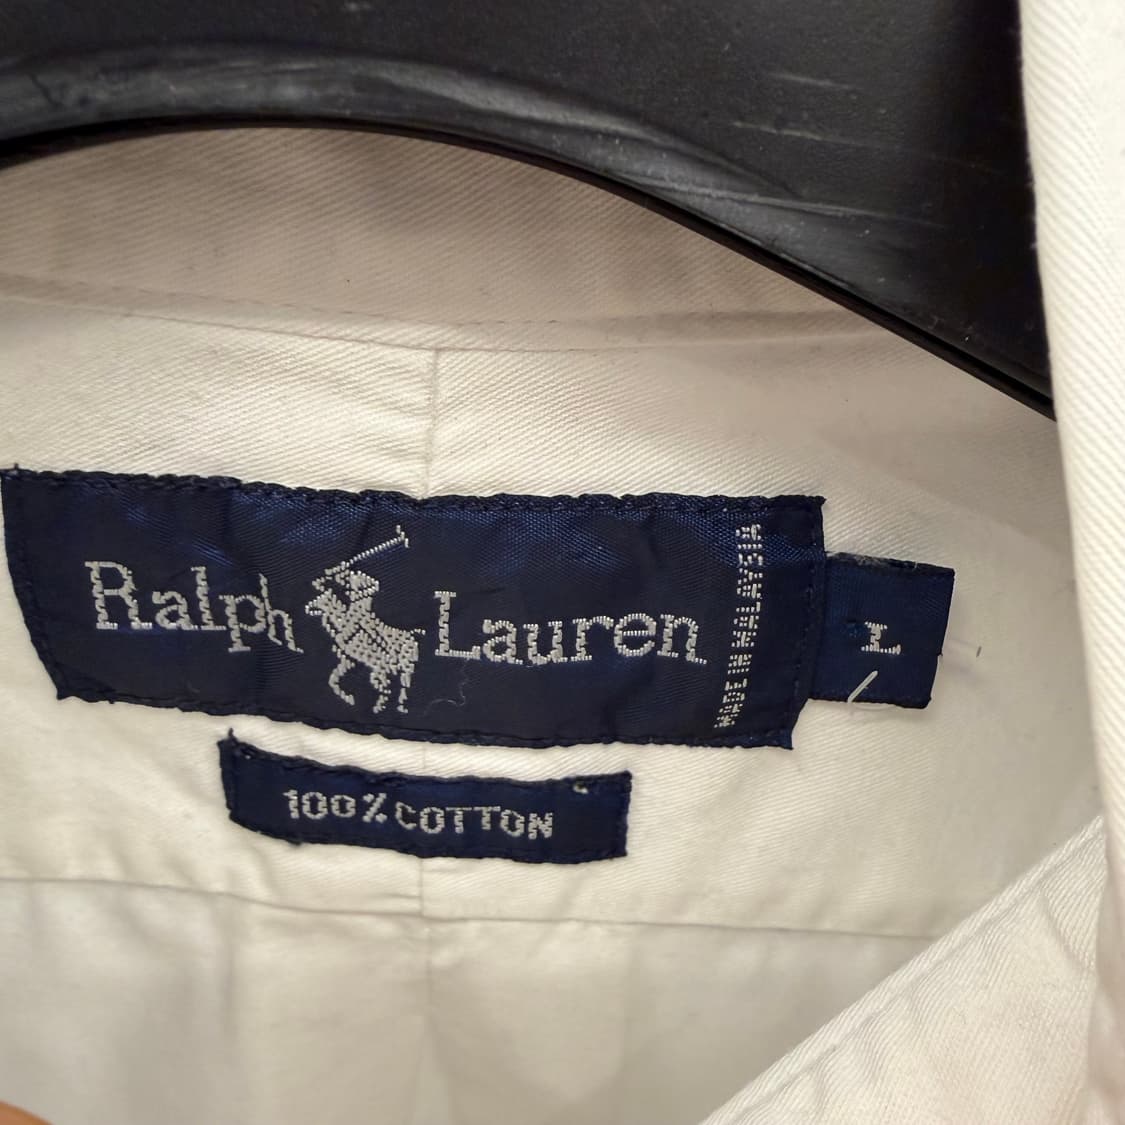 Ralph Lauren
MADE IN MALAYSIA
L
100% COTTON